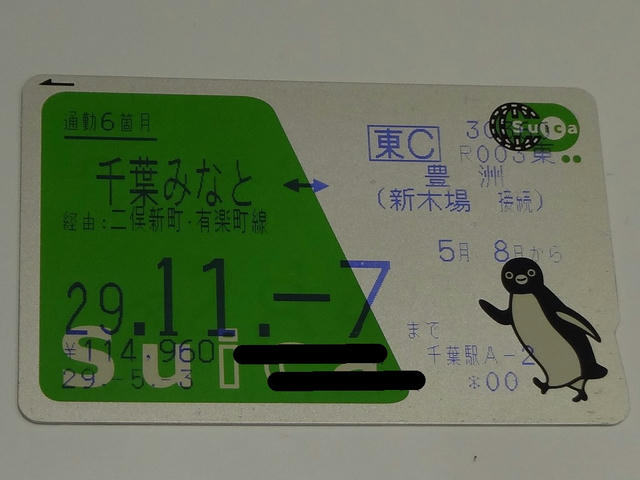 通勤6箇月
東C
Suica
R003東
千葉みなと ↔ 豊洲
(新木場 接続)
経由:二俣新町・有楽町線
5月 8日から
29.11.-7 まで
¥114,960
千葉駅A-2
29.-5.-3
*00
Suica